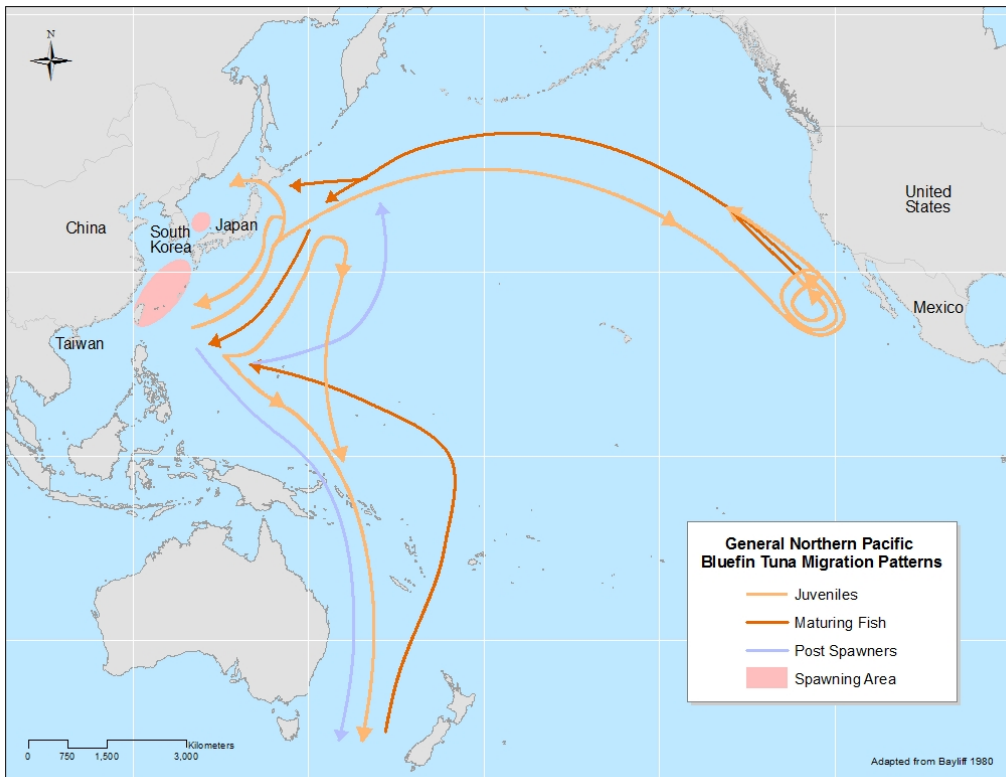 N
China
South
Korea
Japan
Taiwan
United
States
Mexico
General Northern Pacific
Bluefin Tuna Migration Patterns
Juveniles
Maturing Fish
Post Spawners
Spawning Area
Kilometers
0 750 1,500 3,000
Adapted from Bayliff 1980